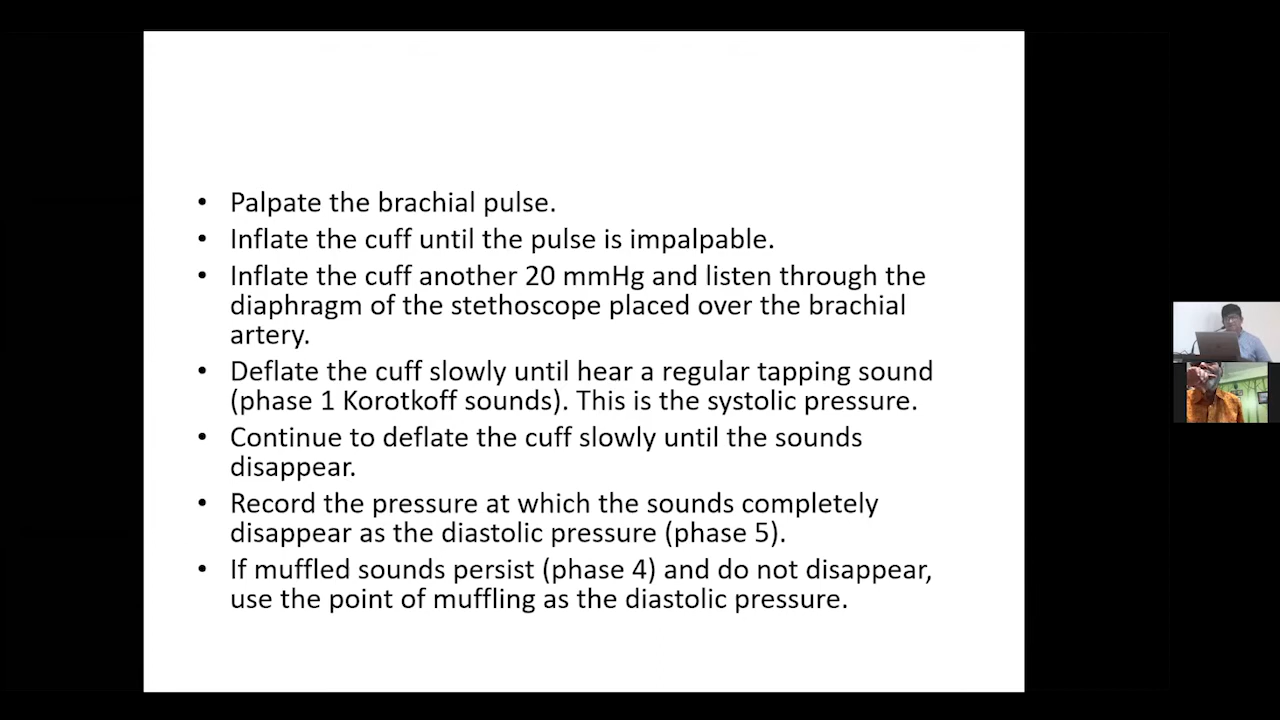 • Palpate the brachial pulse.
• Inflate the cuff until the pulse is impalpable.
• Inflate the cuff another 20 mmHg and listen through the
diaphragm of the stethoscope placed over the brachial
artery.
• Deflate the cuff slowly until hear a regular tapping sound
(phase 1 Korotkoff sounds). This is the systolic pressure.
• Continue to deflate the cuff slowly until the sounds
disappear.
• Record the pressure at which the sounds completely
disappear as the diastolic pressure (phase 5).
• If muffled sounds persist (phase 4) and do not disappear,
use the point of muffling as the diastolic pressure.